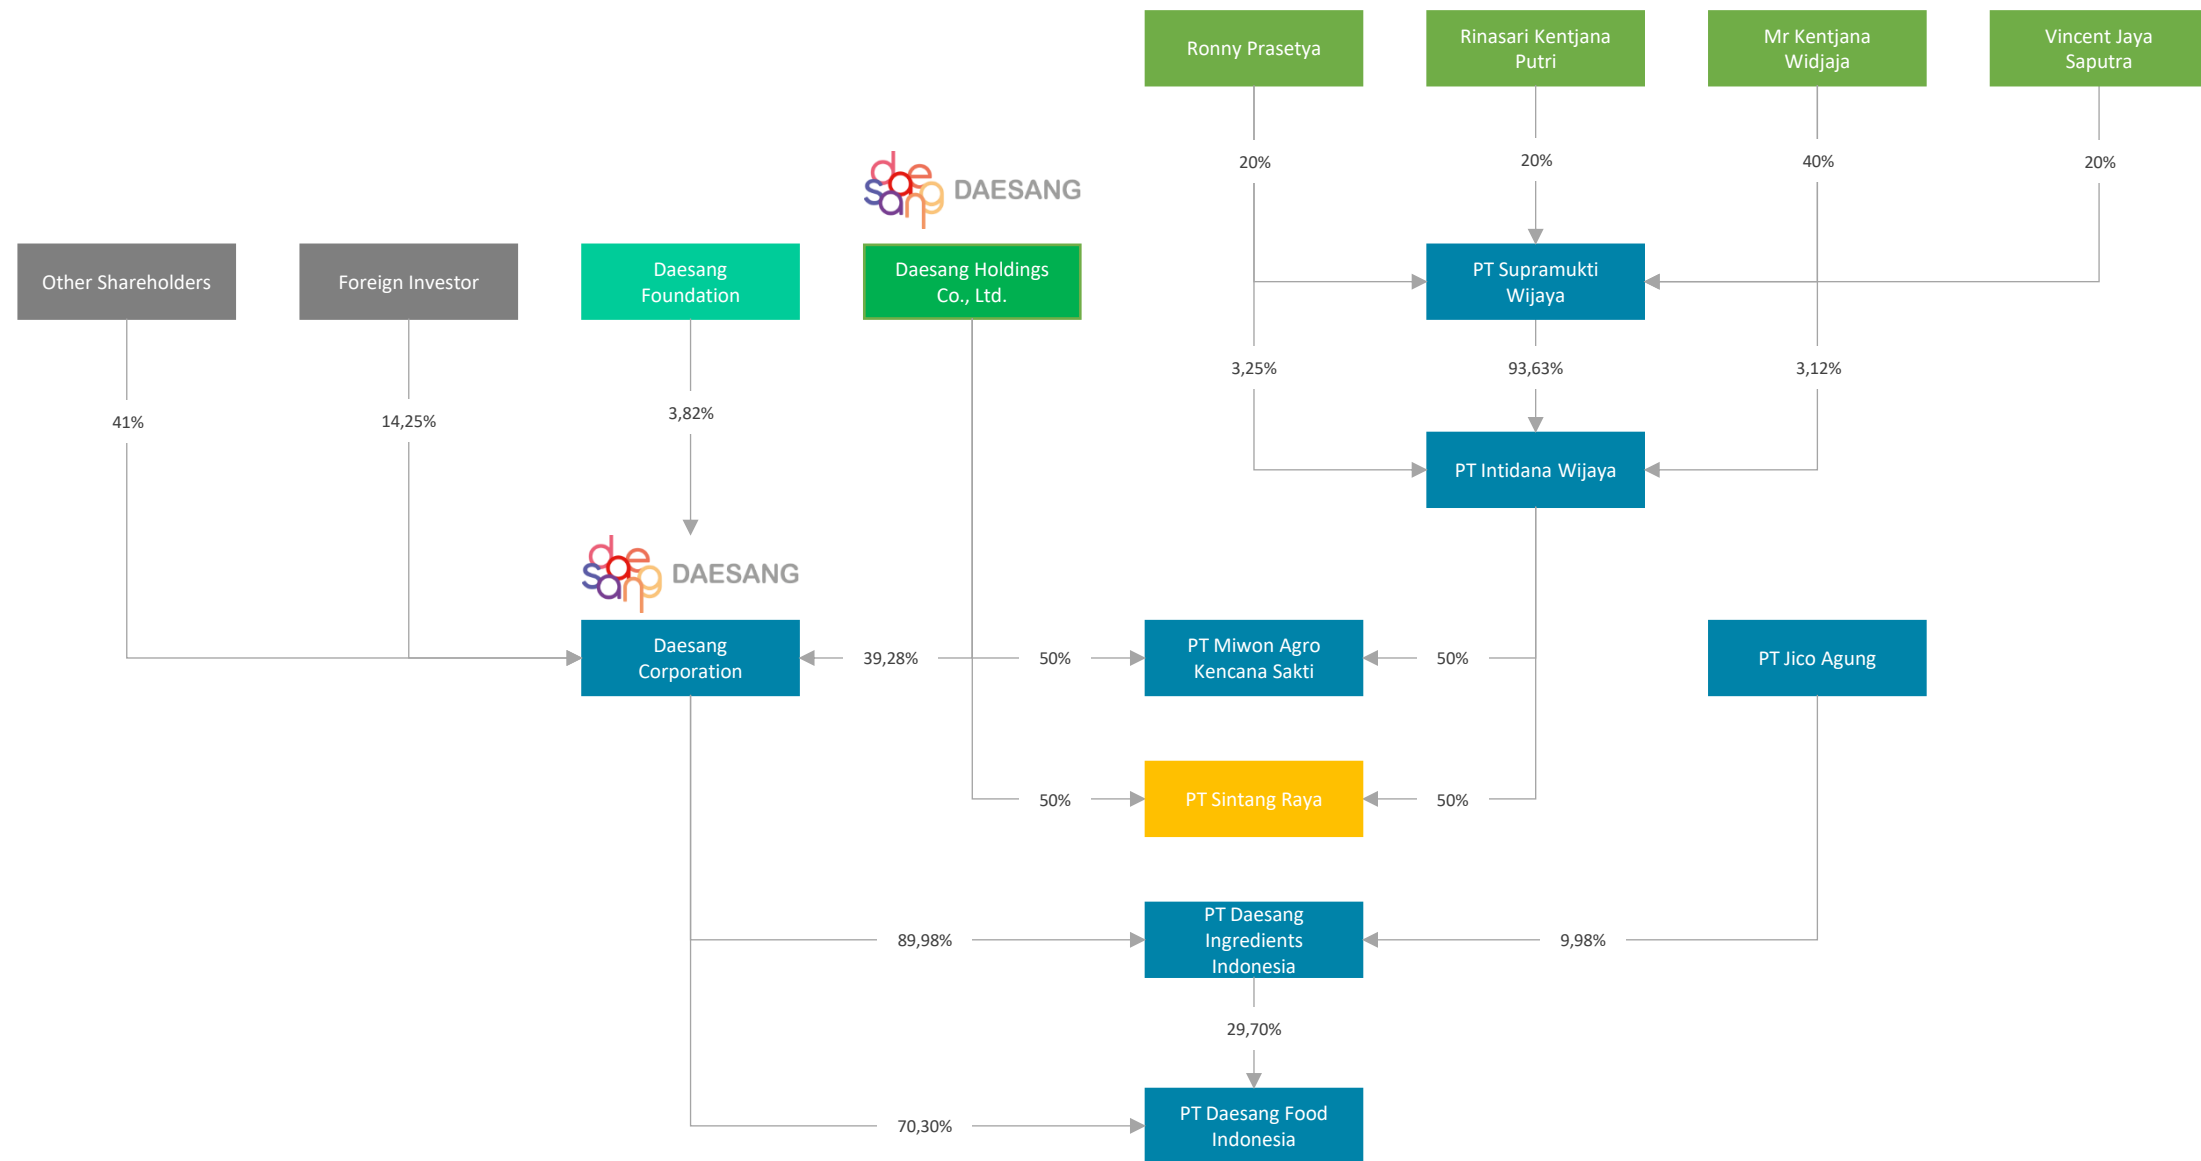 Ronny Prasetya
Rinasari Kentjana
Putri
Mr Kentjana
Widjaja
Vincent Jaya
Saputra
20%
20%
40%
20%
daesang DAESANG
Other Shareholders
Foreign Investor
Daesang
Foundation
Daesang Holdings
Co., Ltd.
PT Supramukti
Wijaya
3,25%
93,63%
3,12%
41%
14,25%
3,82%
PT Intidana Wijaya
daesang DAESANG
Daesang
Corporation
39,28%
50%
PT Miwon Agro
Kencana Sakti
50%
PT Jico Agung
50%
PT Sintang Raya
50%
89,98%
PT Daesang
Ingredients
Indonesia
9,98%
29,70%
70,30%
PT Daesang Food
Indonesia